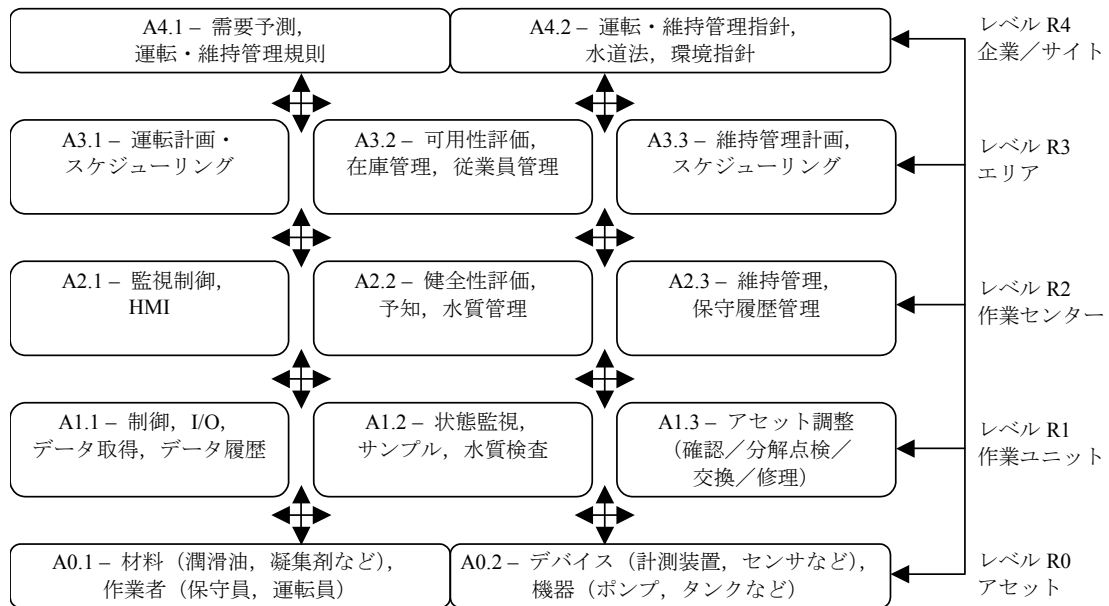 A4.1 – 需要予測,
運転・維持管理規則
A4.2 – 運転・維持管理指針,
水道法，環境指針
レベル R4
企業／サイト
A3.1 – 運転計画・
スケジューリング
A3.2 – 可用性評価,
在庫管理，従業員管理
A3.3 – 維持管理計画,
スケジューリング
レベル R3
エリア
A2.1 – 監視制御,
HMI
A2.2 – 健全性評価,
予知，水質管理
A2.3 – 維持管理,
保守履歴管理
レベル R2
作業センター
A1.1 – 制御，I/O,
データ取得，データ履歴
A1.2 – 状態監視,
サンプル，水質検査
A1.3 – アセット調整
（確認／分解点検／
交換／修理）
レベル R1
作業ユニット
A0.1 – 材料（潤滑油，凝集剤など），
作業者（保守員，運転員）
A0.2 – デバイス（計測装置，センサなど），
機器（ポンプ，タンクなど）
レベル R0
アセット